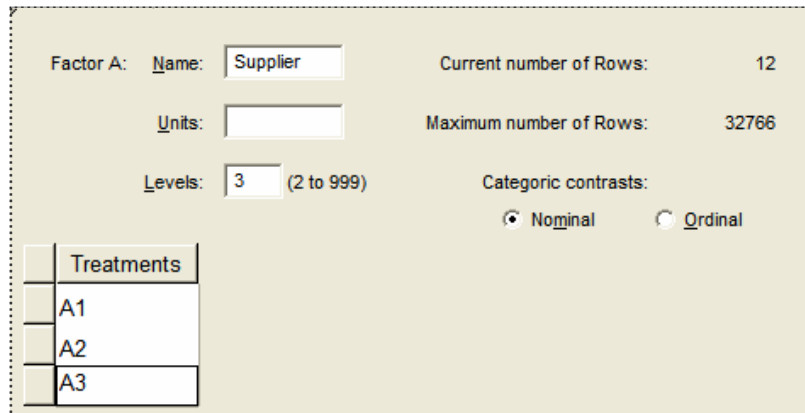 Factor A: Name: Supplier Current number of Rows: 12
Units: Maximum number of Rows: 32766
Levels: 3 (2 to 999) Categoric contrasts:
Nominal Ordinal
Treatments
A1
A2
A3